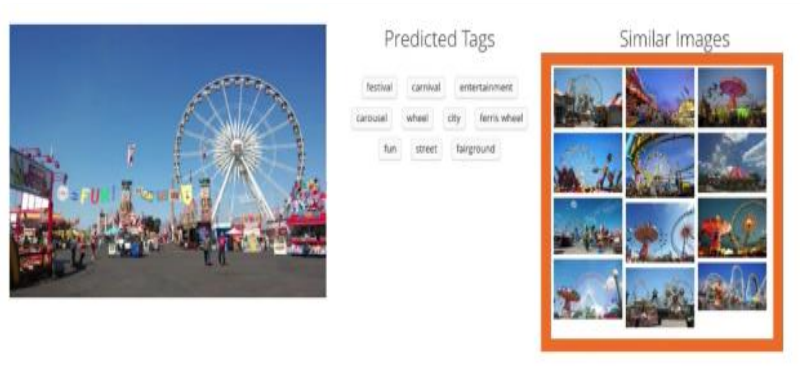 Predicted Tags
Similar Images
festival carnival entertainment
carousel wheel city ferris wheel
fun street fairground
FUN